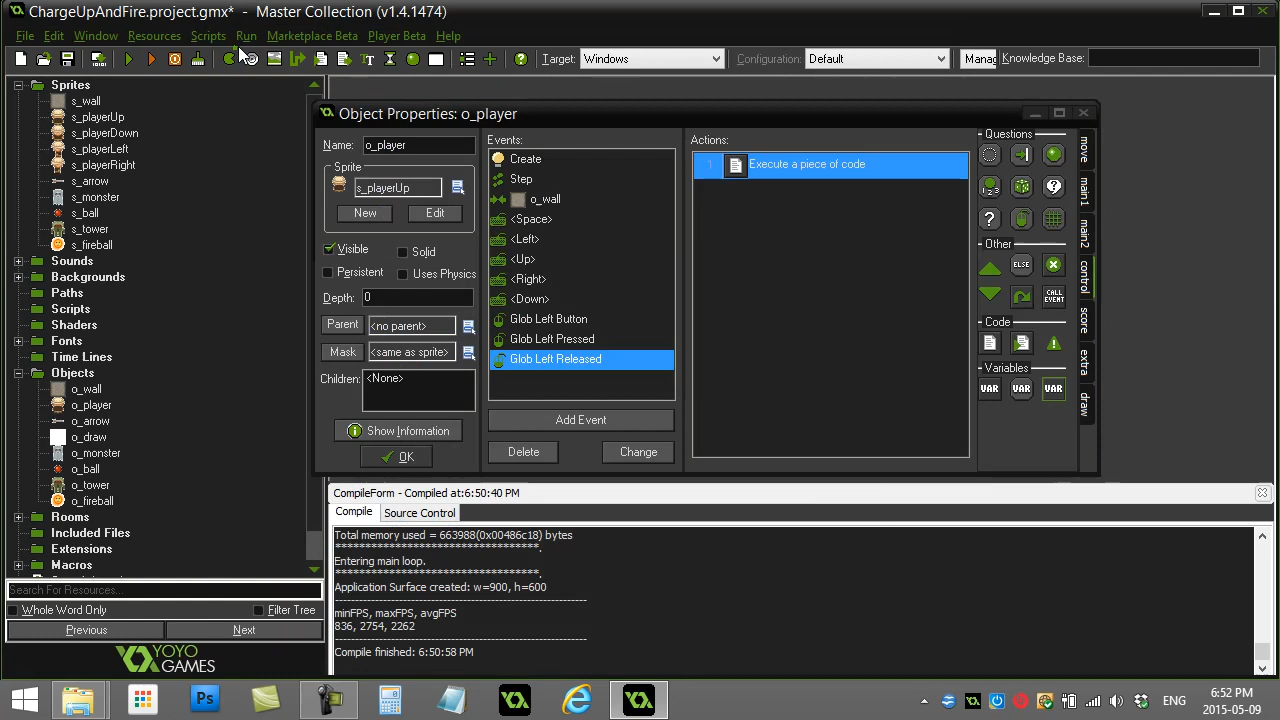 ChargeUpAndFire.project.gmx* - Master Collection (v1.4.1474)
File Edit Window Resources Scripts Run Marketplace Beta Player Beta Help
Target: Windows Configuration: Default Manag Knowledge Base:
Sprites
s_wall
s_playerUp
s_playerDown
s_playerLeft
s_playerRight
s_arrow
s_monster
s_ball
s_tower
s_fireball
Sounds
Backgrounds
Paths
Scripts
Shaders
Fonts
Time Lines
Objects
o_wall
o_player
o_arrow
o_draw
o_monster
o_ball
o_tower
o_fireball
Rooms
Included Files
Extensions
Macros
Search For Resources...
Whole Word Only Filter Tree
Previous Next
YOYO
GAMES
Object Properties: o_player
Name: o_player
Sprite
s_playerUp
New Edit
Visible Solid
Persistent Uses Physics
Depth: 0
Parent <no parent>
Mask <same as sprite>
Children: <None>
Show Information
OK
Events:
Create
Step
o_wall
<Space>
<Left>
<Up>
<Right>
<Down>
Glob Left Button
Glob Left Pressed
Glob Left Released
Add Event
Delete Change
Actions:
1 Execute a piece of code
Questions
Other
ELSE
CALL
EVENT
Code
Variables
VAR VAR VAR
move
main1
main2
control
score
extra
draw
CompileForm - Compiled at:6:50:40 PM
Compile Source Control
Total memory used = 663988(0x00486c18) bytes
**********************************.
Entering main loop.
**********************************.
Application Surface created: w=900, h=600
---------------------------------------------------------------
minFPS, maxFPS, avgFPS
836, 2754, 2262
---------------------------------------------------------------
Compile finished: 6:50:58 PM
Ps
ENG
6:52 PM
2015-05-09